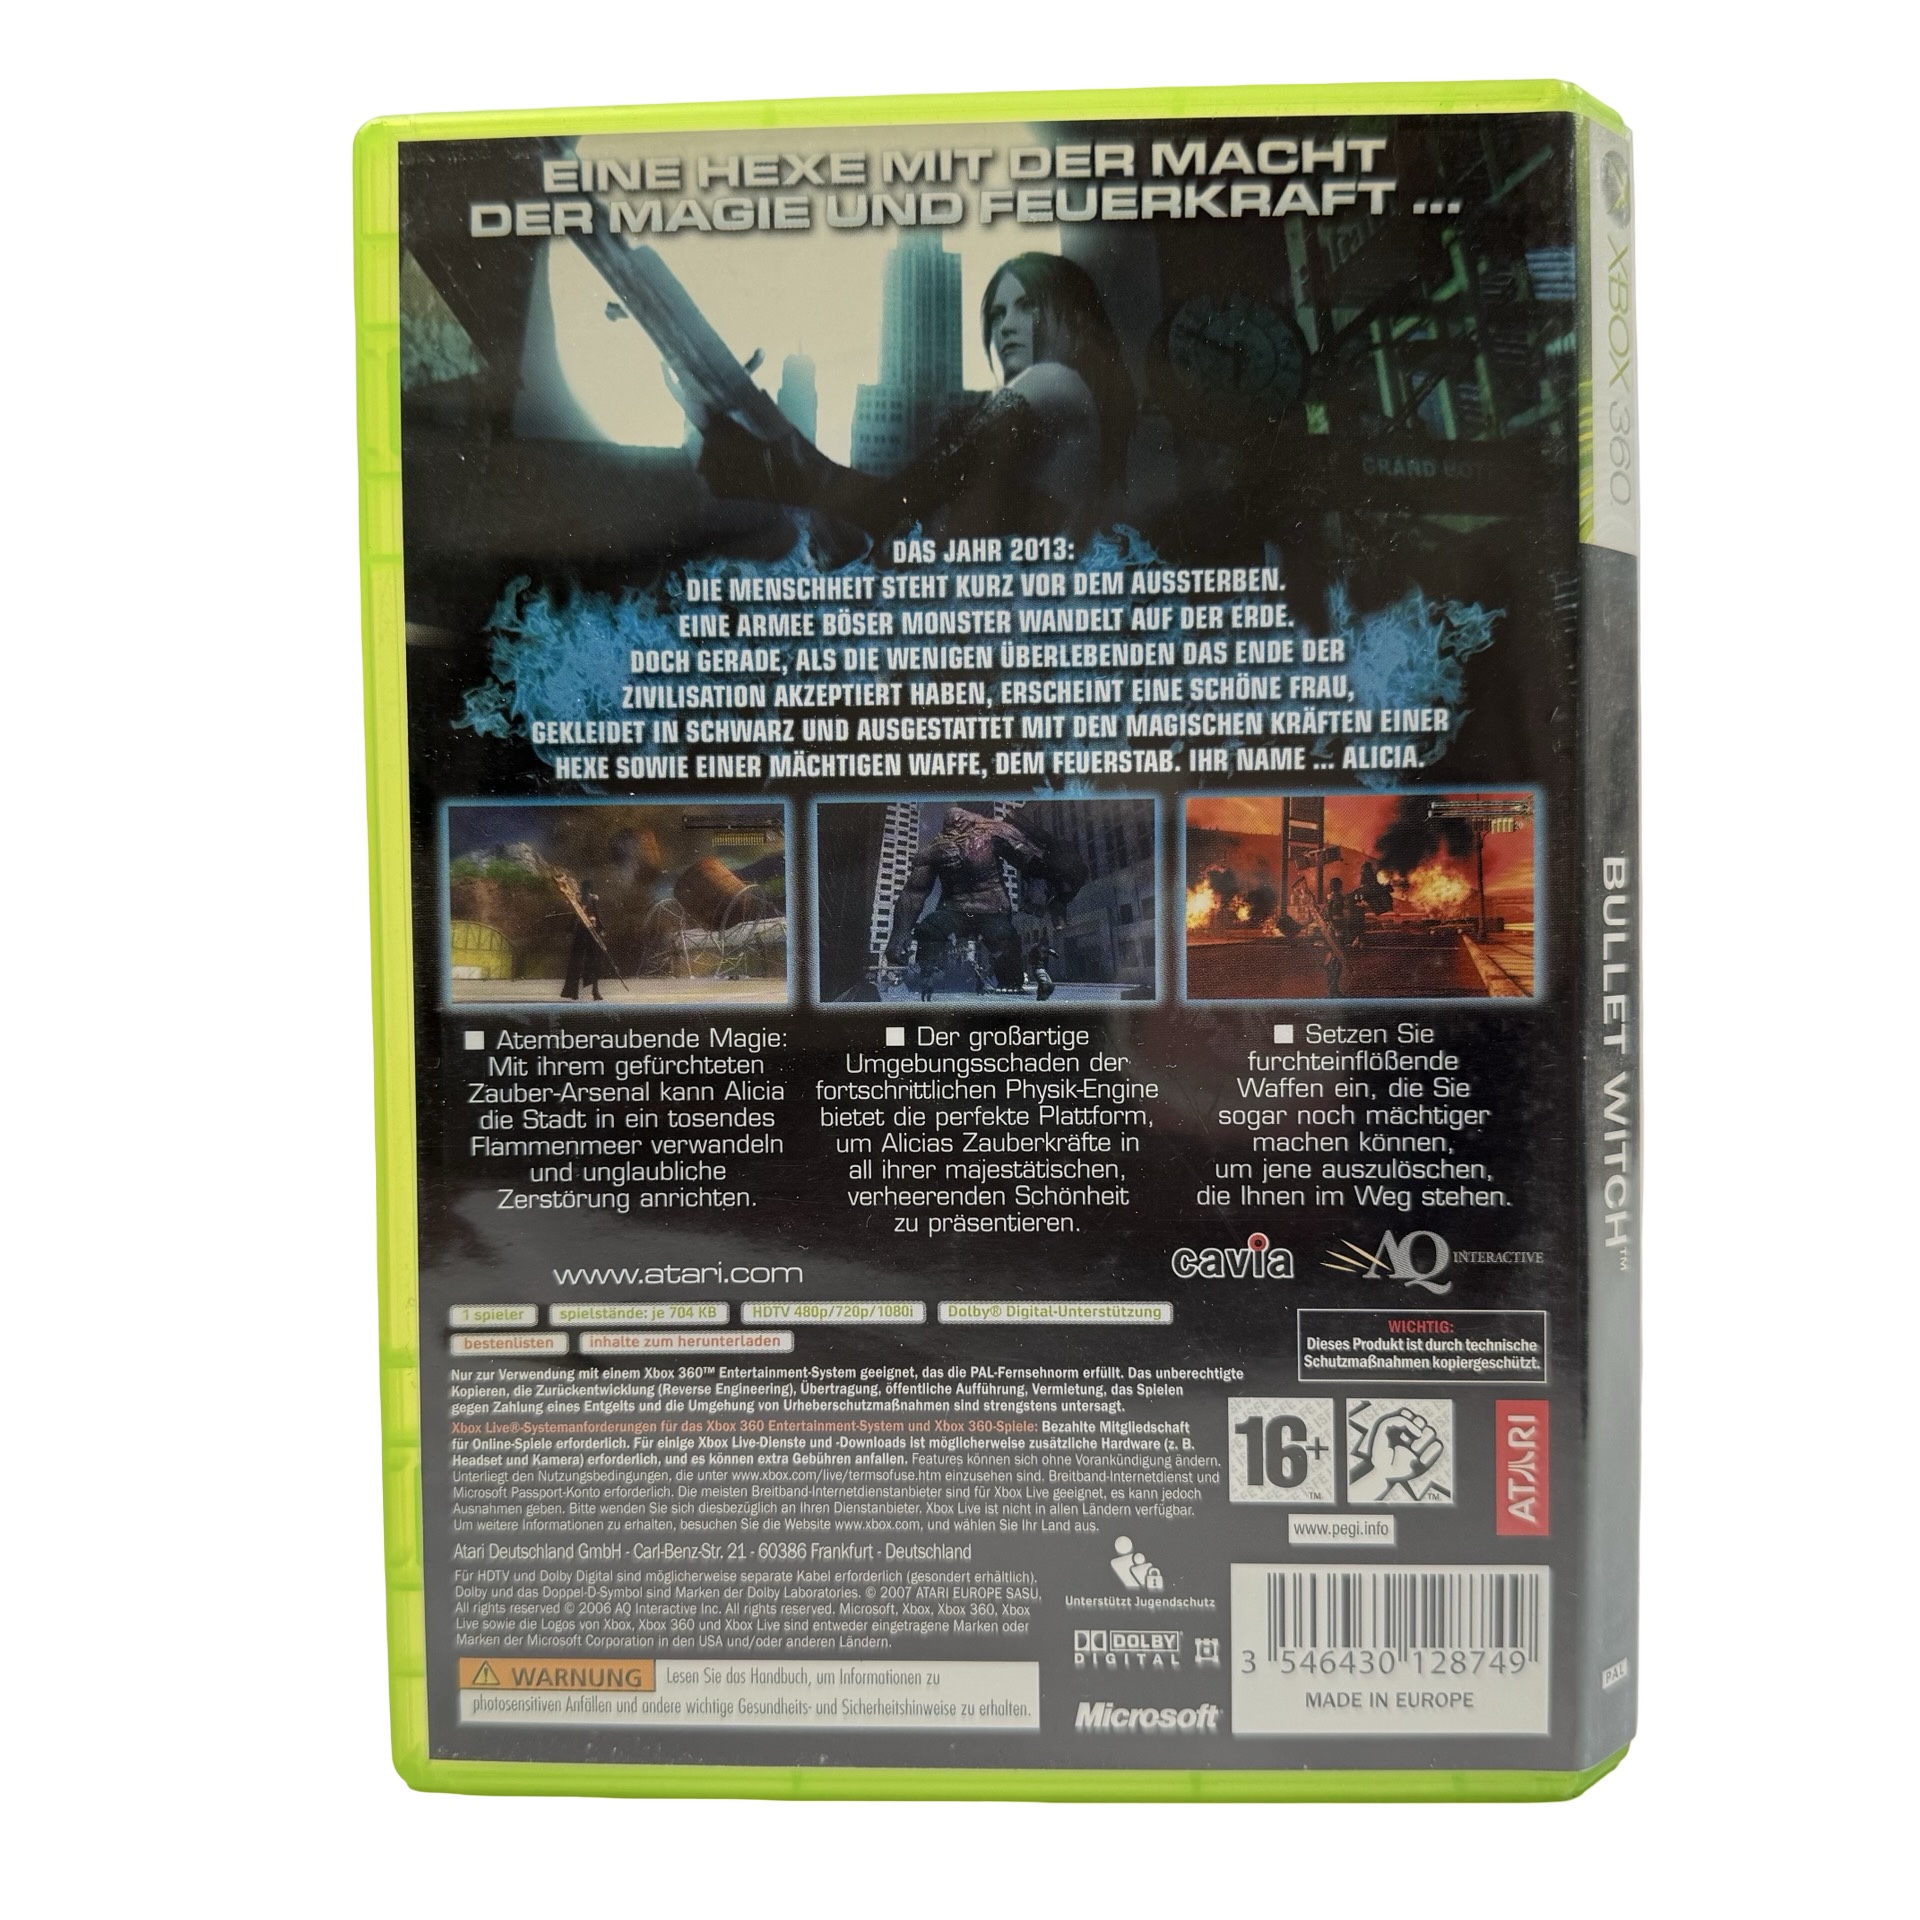 EINE HEXE MIT DER MACHT
DER MAGIE UND FEUERKRAFT ...
GRAND HOT
DAS JAHR 2013:
DIE MENSCHHEIT STEHT KURZ VOR DEM AUSSTERBEN.
EINE ARMEE BÖSER MONSTER WANDELT AUF DER ERDE.
DOCH GERADE, ALS DIE WENIGEN ÜBERLEBENDEN DAS ENDE DER
ZIVILISATION AKZEPTIERT HABEN, ERSCHEINT EINE SCHÖNE FRAU,
GEKLEIDET IN SCHWARZ UND AUSGESTATTET MIT DEN MAGISCHEN KRÄFTEN EINER
HEXE SOWIE EINER MÄCHTIGEN WAFFE, DEM FEUERSTAB. IHR NAME ... ALICIA.
■ Atemberaubende Magie:
Mit ihrem gefürchteten
Zauber-Arsenal kann Alicia
die Stadt in ein tosendes
Flammenmeer verwandeln
und unglaubliche
Zerstörung anrichten.
■ Der großartige
Umgebungsschaden der
fortschrittlichen Physik-Engine
bietet die perfekte Plattform,
um Alicias Zauberkräfte in
all ihrer majestätischen,
verheerenden Schönheit
zu präsentieren.
■ Setzen Sie
furchteinflößende
Waffen ein, die Sie
sogar noch mächtiger
machen können,
um jene auszulöschen,
die Ihnen im Weg stehen.
www.atari.com
cavia
AQ INTERACTIVE
1 spieler
spielstände: je 704 KB
HDTV 480p/720p/1080i
Dolby® Digital-Unterstützung
bestenlisten
inhalte zum herunterladen
WICHTIG:
Dieses Produkt ist durch technische
Schutzmaßnahmen kopiergeschützt.
Nur zur Verwendung mit einem Xbox 360™ Entertainment-System geeignet, das die PAL-Fernsehnorm erfüllt. Das unberechtigte
Kopieren, die Zurückentwicklung (Reverse Engineering), Übertragung, öffentliche Aufführung, Vermietung, das Spielen
gegen Zahlung eines Entgelts und die Umgehung von Urheberschutzmaßnahmen sind strengstens untersagt.
Xbox Live®-Systemanforderungen für das Xbox 360 Entertainment-System und Xbox 360-Spiele: Bezahlte Mitgliedschaft
für Online-Spiele erforderlich. Für einige Xbox Live-Dienste und -Downloads ist möglicherweise zusätzliche Hardware (z. B.
Headset und Kamera) erforderlich, und es können extra Gebühren anfallen. Features können sich ohne Vorankündigung ändern.
Unterliegt den Nutzungsbedingungen, die unter www.xbox.com/live/termsofuse.htm einzusehen sind. Breitband-Internetdienst und
Microsoft Passport-Konto erforderlich. Die meisten Breitband-Internetdienstanbieter sind für Xbox Live geeignet, es kann jedoch
Ausnahmen geben. Bitte wenden Sie sich diesbezüglich an Ihren Dienstanbieter. Xbox Live ist nicht in allen Ländern verfügbar.
Um weitere Informationen zu erhalten, besuchen Sie die Website www.xbox.com, und wählen Sie Ihr Land aus.
16+
TM
TM
www.pegi.info
ATARI
Atari Deutschland GmbH - Carl-Benz-Str. 21 - 60386 Frankfurt - Deutschland
Für HDTV und Dolby Digital sind möglicherweise separate Kabel erforderlich (gesondert erhältlich).
Dolby und das Doppel-D-Symbol sind Marken der Dolby Laboratories. © 2007 ATARI EUROPE SASU,
All rights reserved © 2006 AQ Interactive Inc. All rights reserved. Microsoft, Xbox, Xbox 360, Xbox
Live sowie die Logos von Xbox, Xbox 360 und Xbox Live sind entweder eingetragene Marken oder
Marken der Microsoft Corporation in den USA und/oder anderen Ländern.
Unterstützt Jugendschutz
DOLBY
DIGITAL
WARNUNG Lesen Sie das Handbuch, um Informationen zu
photosensitiven Anfällen und andere wichtige Gesundheits- und Sicherheitshinweise zu erhalten.
Microsoft
3 546430 128749
MADE IN EUROPE
XBOX 360
BULLET WITCH™
PAL